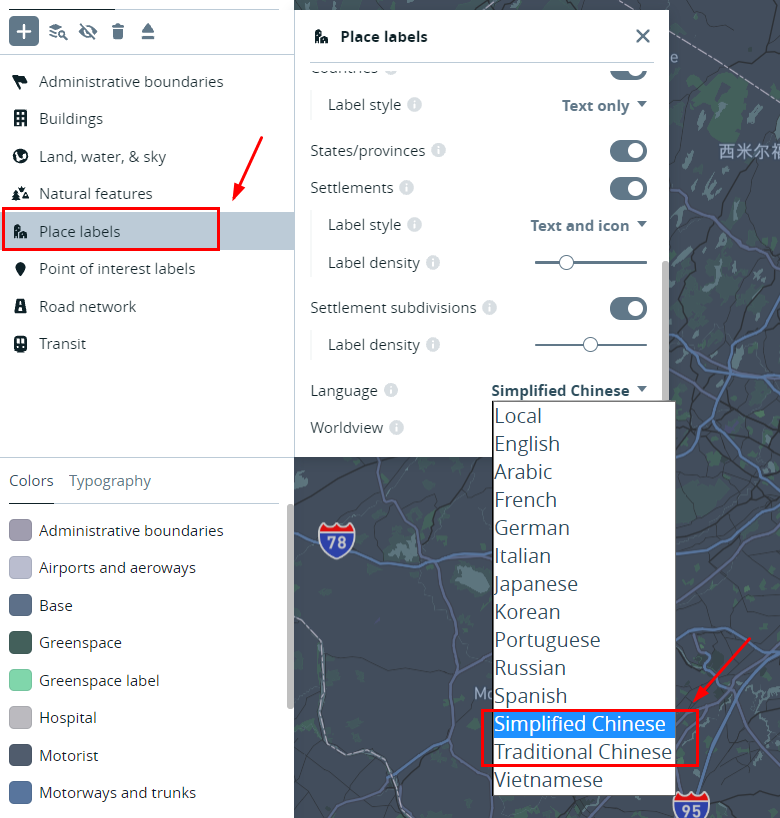 Place labels
Countries
Label style
Text only
States/provinces
Settlements
Label style
Text and icon
Label density
Settlement subdivisions
Label density
Language
Simplified Chinese
Worldview
Local
English
Arabic
French
German
Italian
Japanese
Korean
Portuguese
Russian
Spanish
Simplified Chinese
Traditional Chinese
Vietnamese
Administrative boundaries
Buildings
Land, water, & sky
Natural features
Place labels
Point of interest labels
Road network
Transit
Colors
Typography
Administrative boundaries
Airports and aeroways
Base
Greenspace
Greenspace label
Hospital
Motorist
Motorways and trunks
西米尔福
78
95